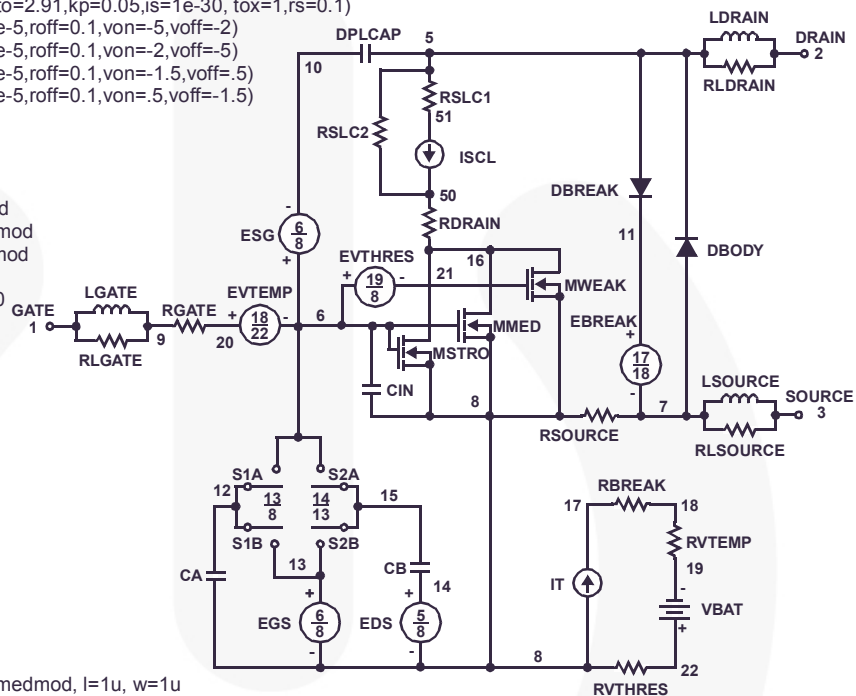 to=2.91,kp=0.05,is=1e-30, tox=1,rs=0.1)
e-5,roff=0.1,von=-5,voff=-2)
e-5,roff=0.1,von=-2,voff=-5)
e-5,roff=0.1,von=-1.5,voff=.5)
e-5,roff=0.1,von=.5,voff=-1.5)
LDRAIN
DPLCAP 5 DRAIN
2
10
RLDRAIN
RSLC1
51
RSLC2
ISCL
50
d
mod
mod
0
DBREAK
RDRAIN
-
ESG 6
8
+
11
DBODY
EVTHRES
+ 19 -
8
21
16
MWEAK
LGATE
GATE
1
RGATE
EVTEMP
+ 18 -
22
6
EBREAK
+
MMED
9
20
RLGATE
MSTRO
17
18
-
LSOURCE
CIN
8
7
SOURCE
3
RSOURCE
RLSOURCE
S1A S2A
12
13
8
14
13
15
RBREAK
17 18
S1B S2B
RVTEMP
13
CA
CB
14
19
IT
-
VBAT
+
+ +
EGS 6
8
EDS 5
8
- -
8
22
RVTHRES
medmod, l=1u, w=1u